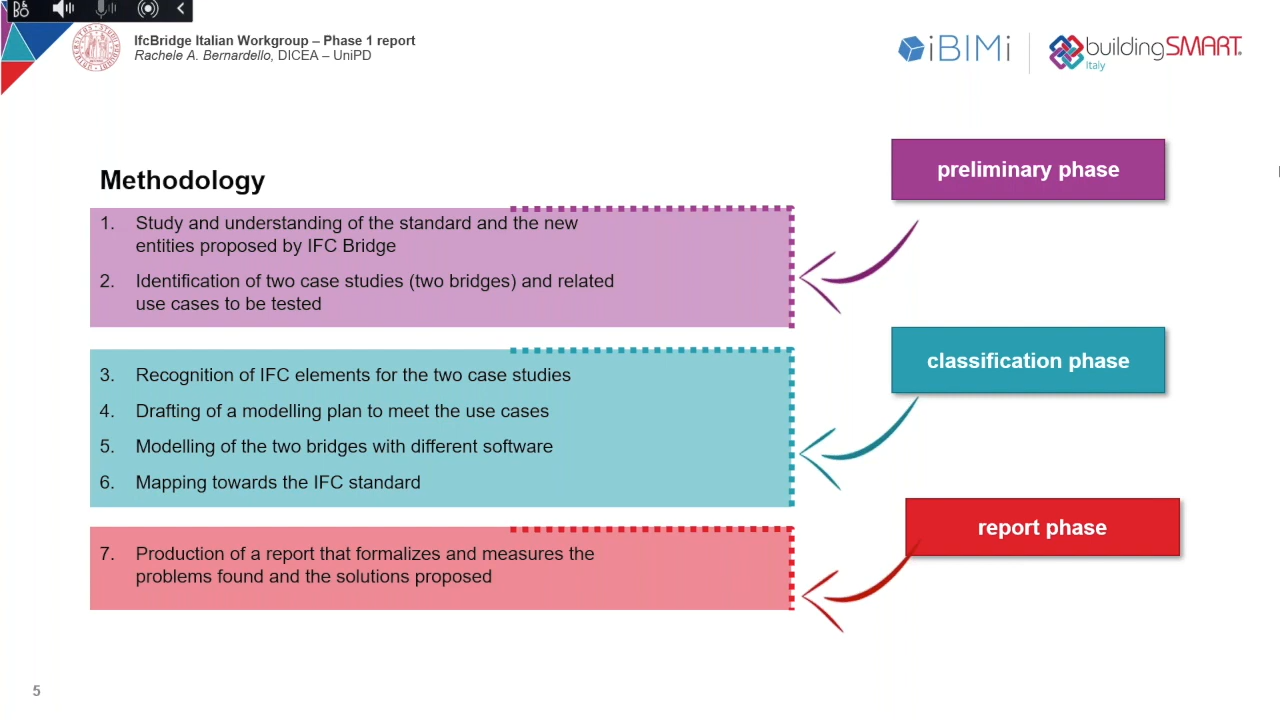 IfcBridge Italian Workgroup – Phase 1 report
Rachele A. Bernardello, DICEA – UniPD
iBIMi
buildingSMART
Italy
preliminary phase
Methodology
1. Study and understanding of the standard and the new
entities proposed by IFC Bridge
2. Identification of two case studies (two bridges) and related
use cases to be tested
classification phase
3. Recognition of IFC elements for the two case studies
4. Drafting of a modelling plan to meet the use cases
5. Modelling of the two bridges with different software
6. Mapping towards the IFC standard
report phase
7. Production of a report that formalizes and measures the
problems found and the solutions proposed
5